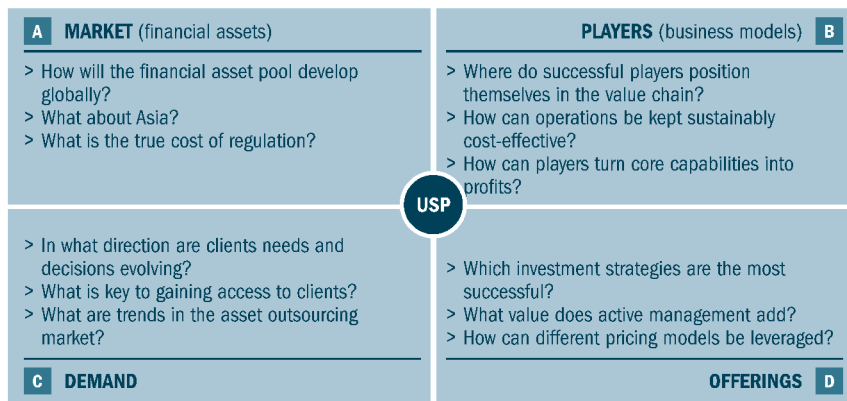 A MARKET (financial assets)
> How will the financial asset pool develop
globally?
> What about Asia?
> What is the true cost of regulation?
PLAYERS (business models) B
> Where do successful players position
themselves in the value chain?
> How can operations be kept sustainably
cost-effective?
> How can players turn core capabilities into
profits?
USP
> In what direction are clients needs and
decisions evolving?
> What is key to gaining access to clients?
> What are trends in the asset outsourcing
market?
C DEMAND
> Which investment strategies are the most
successful?
> What value does active management add?
> How can different pricing models be leveraged?
OFFERINGS D